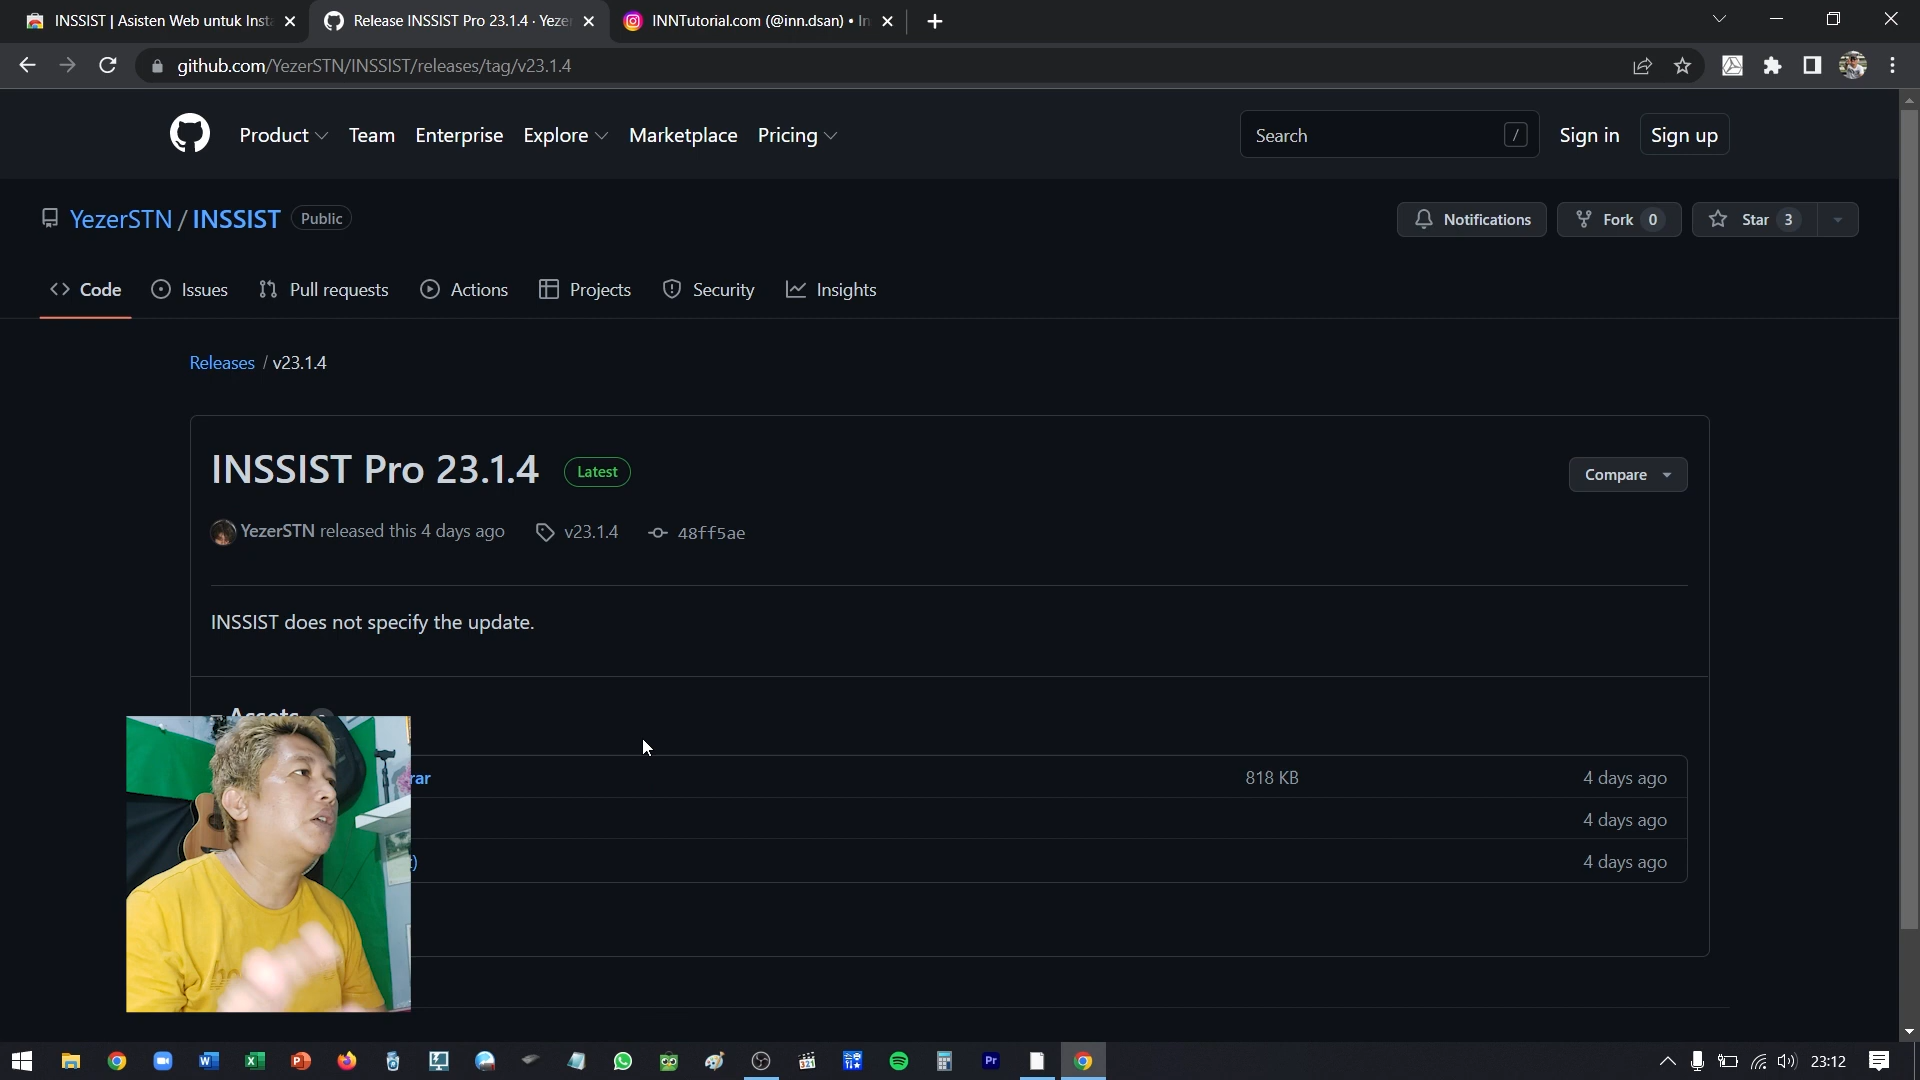 INSSIST | Asisten Web untuk Insta
Release INSSIST Pro 23.1.4 · Yezer
INNTutorial.com (@inn.dsan) • In
github.com/YezerSTN/INSSIST/releases/tag/v23.1.4
Product Team Enterprise Explore Marketplace Pricing Search / Sign in Sign up
YezerSTN / INSSIST Public
Notifications Fork 0 Star 3
Code Issues Pull requests Actions Projects Security Insights
Releases / v23.1.4
INSSIST Pro 23.1.4 Latest
Compare
YezerSTN released this 4 days ago v23.1.4 48ff5ae
INSSIST does not specify the update.
Assets
rar 818 KB 4 days ago
4 days ago
4 days ago
23:12